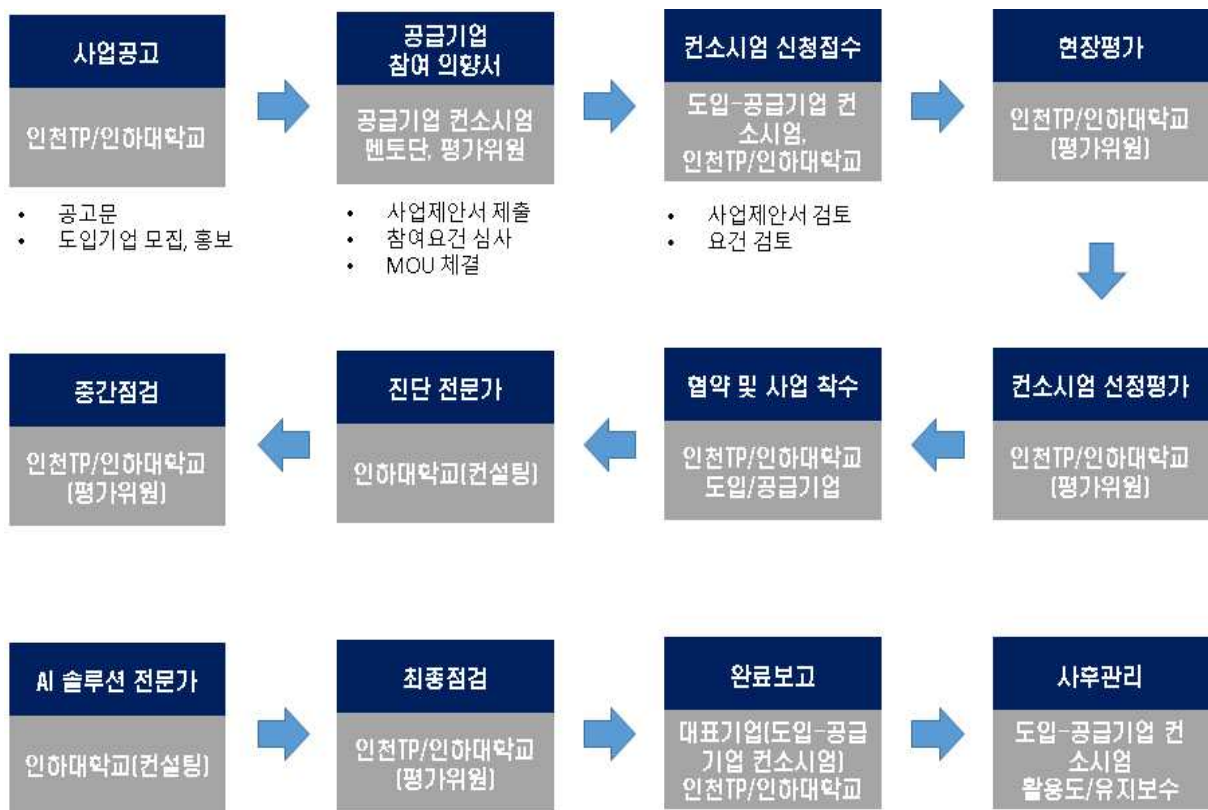 사업공고
인천TP/인하대학교
• 공고문
• 도입기업 모집, 홍보
공급기업
참여 의향서
공급기업 컨소시엄
멘토단, 평가위원
• 사업제안서 제출
• 참여요건 심사
• MOU 체결
컨소시엄 신청접수
도입-공급기업 컨
소시엄,
인천TP/인하대학교
• 사업제안서 검토
• 요건 검토
현장평가
인천TP/인하대학교
(평가위원)
컨소시엄 선정평가
인천TP/인하대학교
(평가위원)
협약 및 사업 착수
인천TP/인하대학교
도입/공급기업
진단 전문가
인하대학교(컨설팅)
중간점검
인천TP/인하대학교
(평가위원)
AI 솔루션 전문가
인하대학교(컨설팅)
최종점검
인천TP/인하대학교
(평가위원)
완료보고
대표기업(도입-공급
기업 컨소시엄)
인천TP/인하대학교
사후관리
도입-공급기업 컨
소시엄
활용도/유지보수